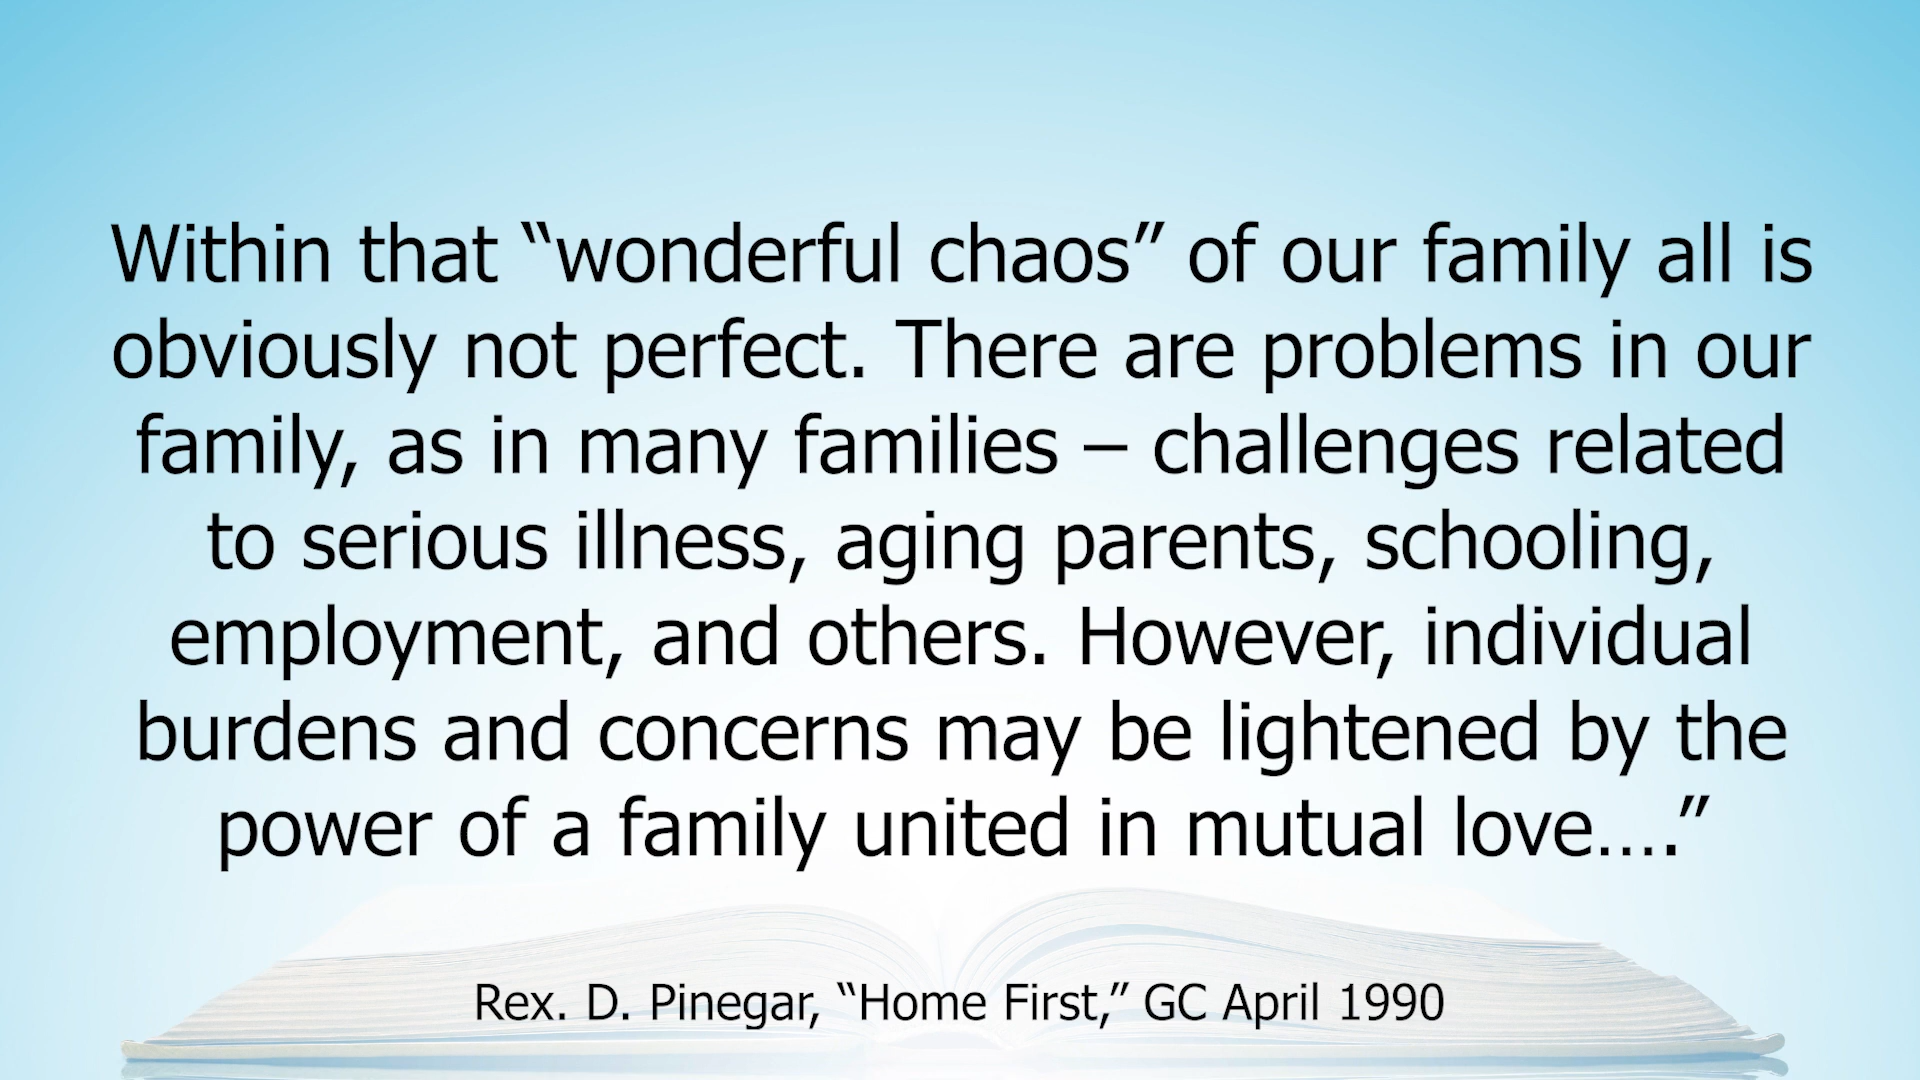 Within that “wonderful chaos” of our family all is
obviously not perfect. There are problems in our
family, as in many families – challenges related
to serious illness, aging parents, schooling,
employment, and others. However, individual
burdens and concerns may be lightened by the
power of a family united in mutual love….”
Rex. D. Pinegar, “Home First,” GC April 1990